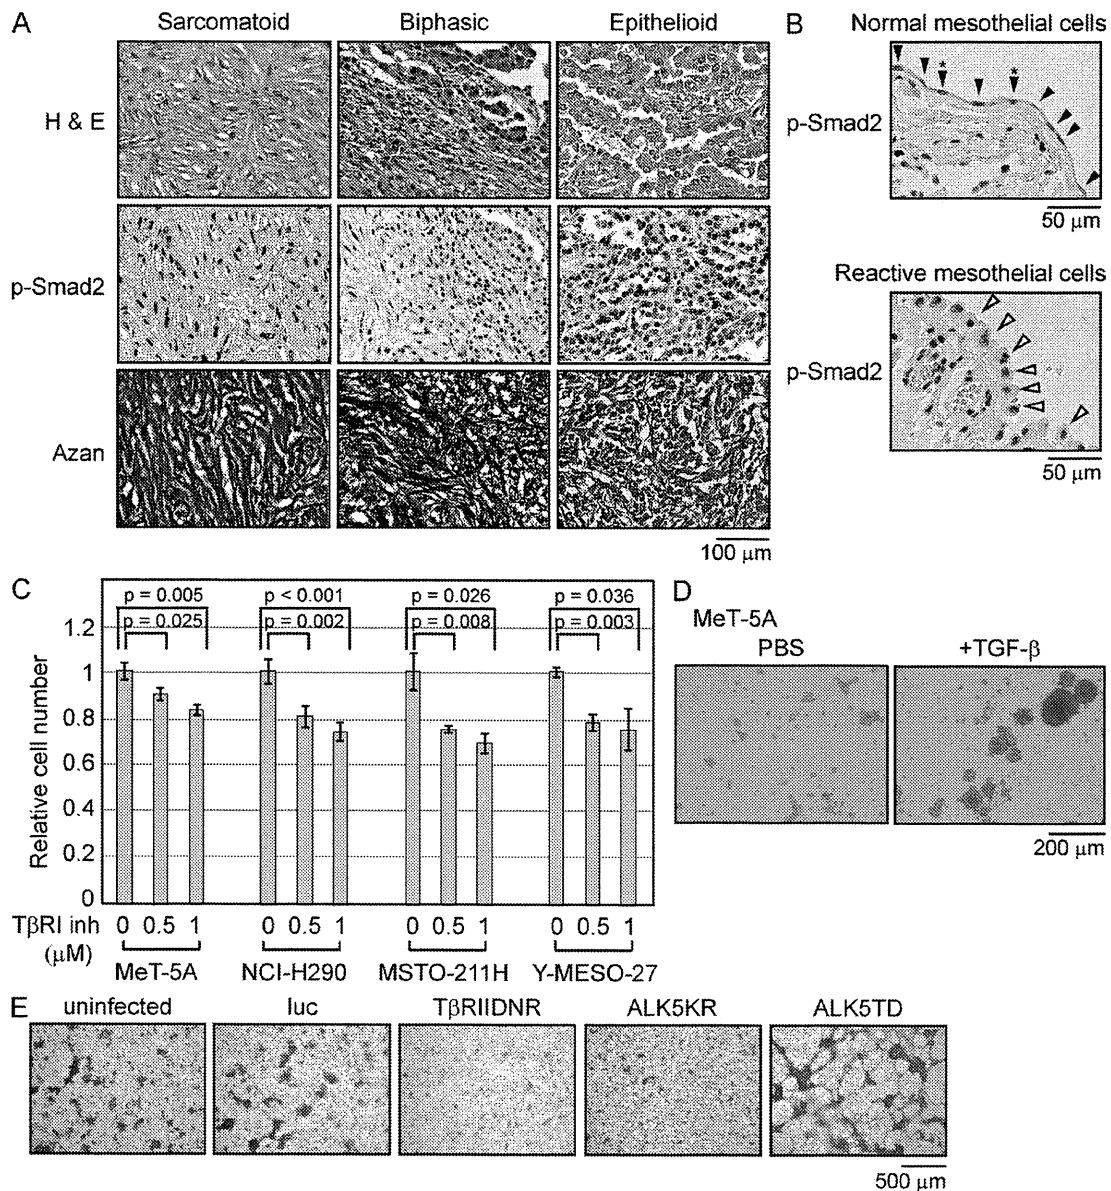 A
Sarcomatoid Biphasic Epithelioid
H & E
p-Smad2
Azan
100 μm
B
Normal mesothelial cells
* *
p-Smad2
50 μm
Reactive mesothelial cells
p-Smad2
50 μm
C
p = 0.005 p < 0.001 p = 0.026 p = 0.036
p = 0.025 p = 0.002 p = 0.008 p = 0.003
Relative cell number
1.2
1
0.8
0.6
0.4
0.2
0
TβRI inh 0 0.5 1 0 0.5 1 0 0.5 1 0 0.5 1
(μM)
MeT-5A NCI-H290 MSTO-211H Y-MESO-27
D
MeT-5A
PBS +TGF-β
200 μm
E
uninfected luc TβRIIDNR ALK5KR ALK5TD
500 μm